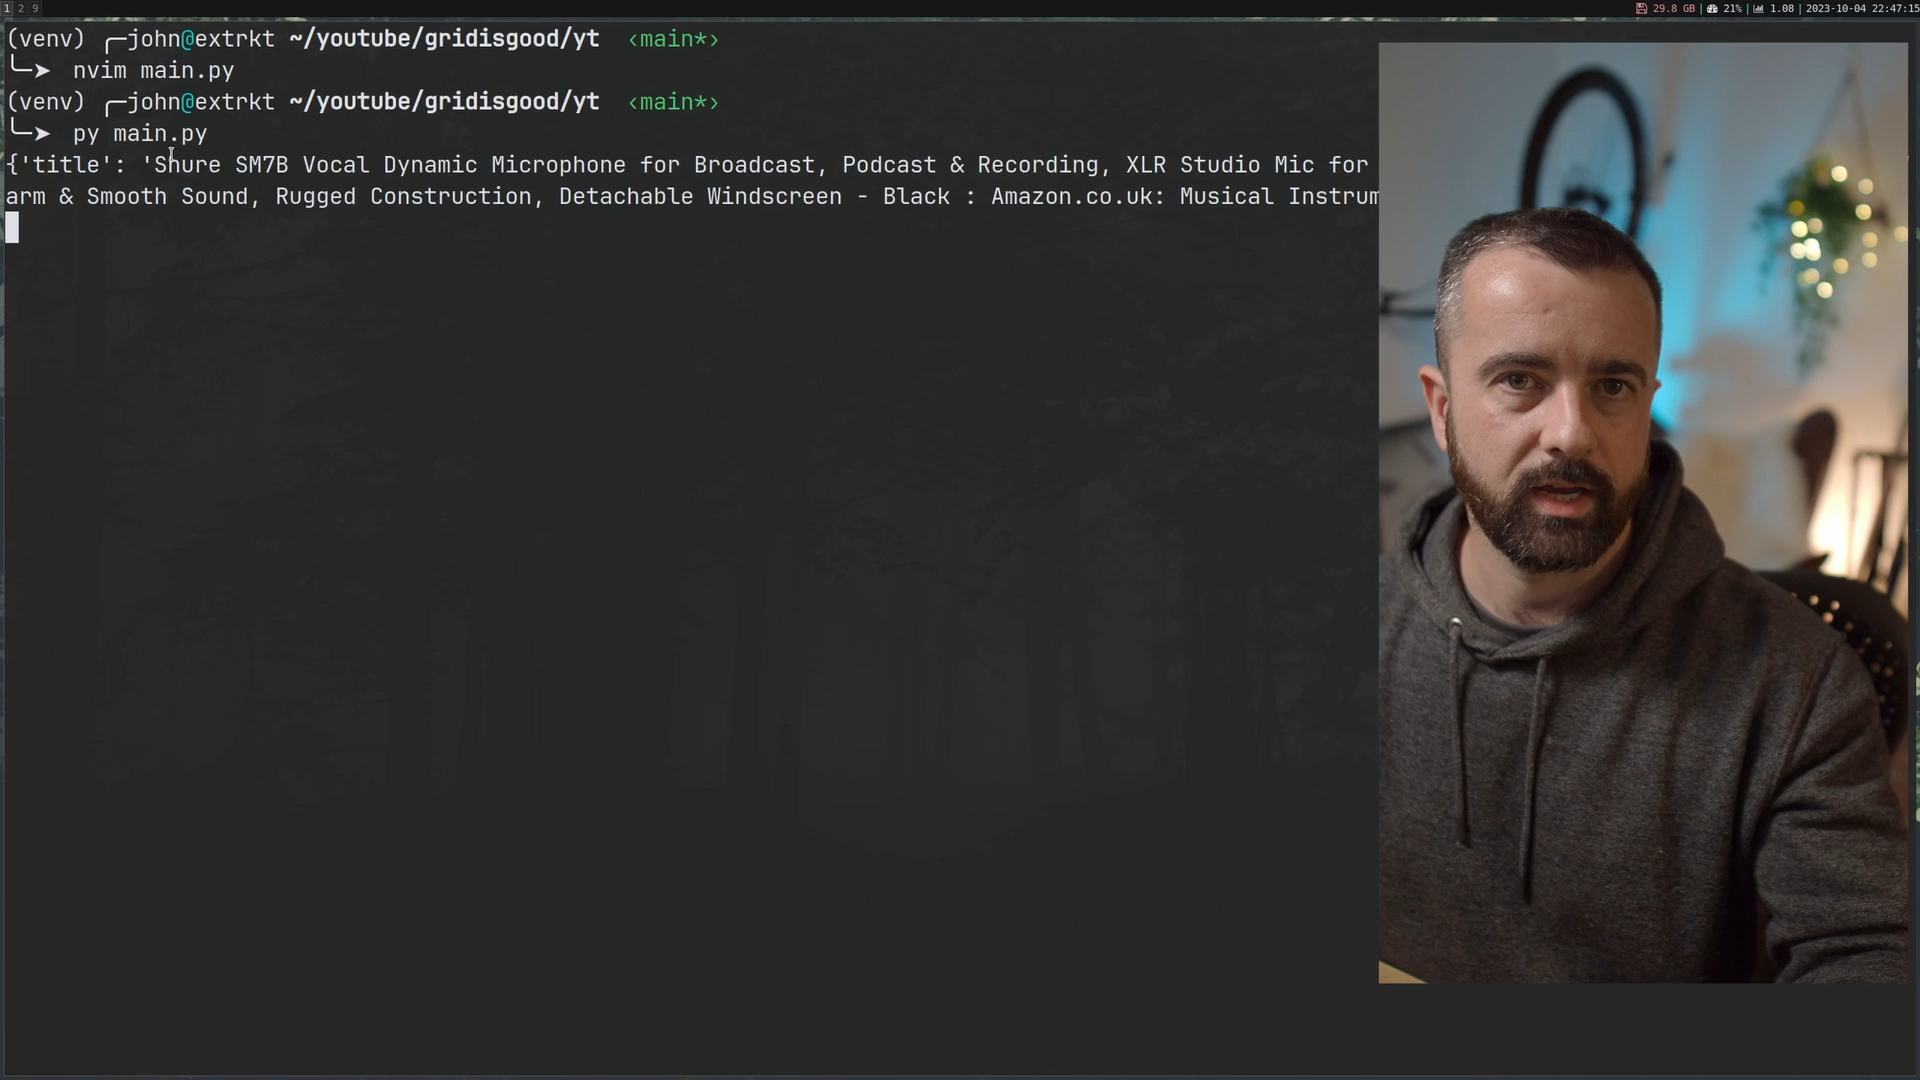 1 2 9 29.8 GB | 21% | 1.08 | 2023-10-04 22:47:15
(venv) ╭─john@extrkt ~/youtube/gridisgood/yt ‹main*›
╰─➤ nvim main.py
(venv) ╭─john@extrkt ~/youtube/gridisgood/yt ‹main*›
╰─➤ py main.py
{'title': 'Shure SM7B Vocal Dynamic Microphone for Broadcast, Podcast & Recording, XLR Studio Mic for
arm & Smooth Sound, Rugged Construction, Detachable Windscreen - Black : Amazon.co.uk: Musical Instrum